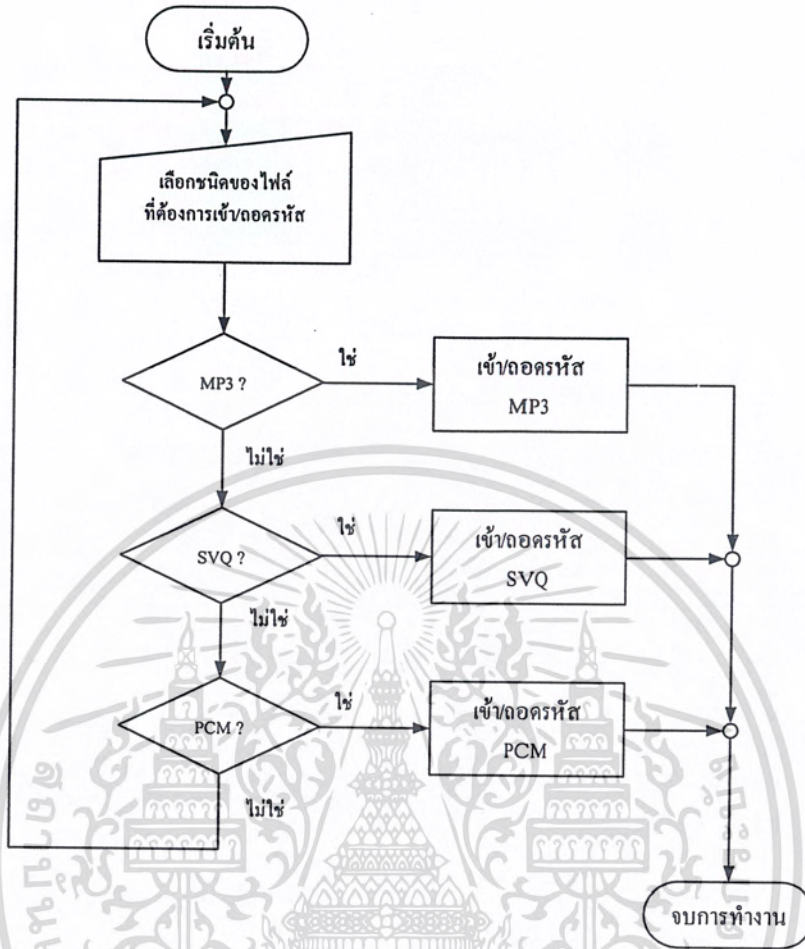 เริ่มต้น
เลือกชนิดของไฟล์
ที่ต้องการเข้า/ถอดรหัส
MP3 ?
ใช่
เข้า/ถอดรหัส
MP3
ไม่ใช่
SVQ ?
ใช่
เข้า/ถอดรหัส
SVQ
ไม่ใช่
PCM ?
ใช่
เข้า/ถอดรหัส
PCM
ไม่ใช่
จบการทำงาน